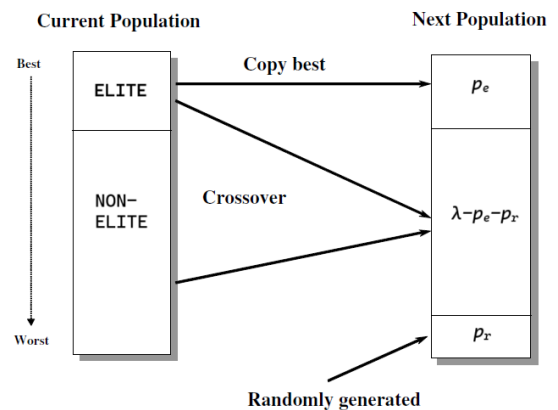 Current Population
Next Population
Best
Copy best
ELITE
pe
NON-
ELITE
Crossover
λ-pe-pr
Worst
pr
Randomly generated